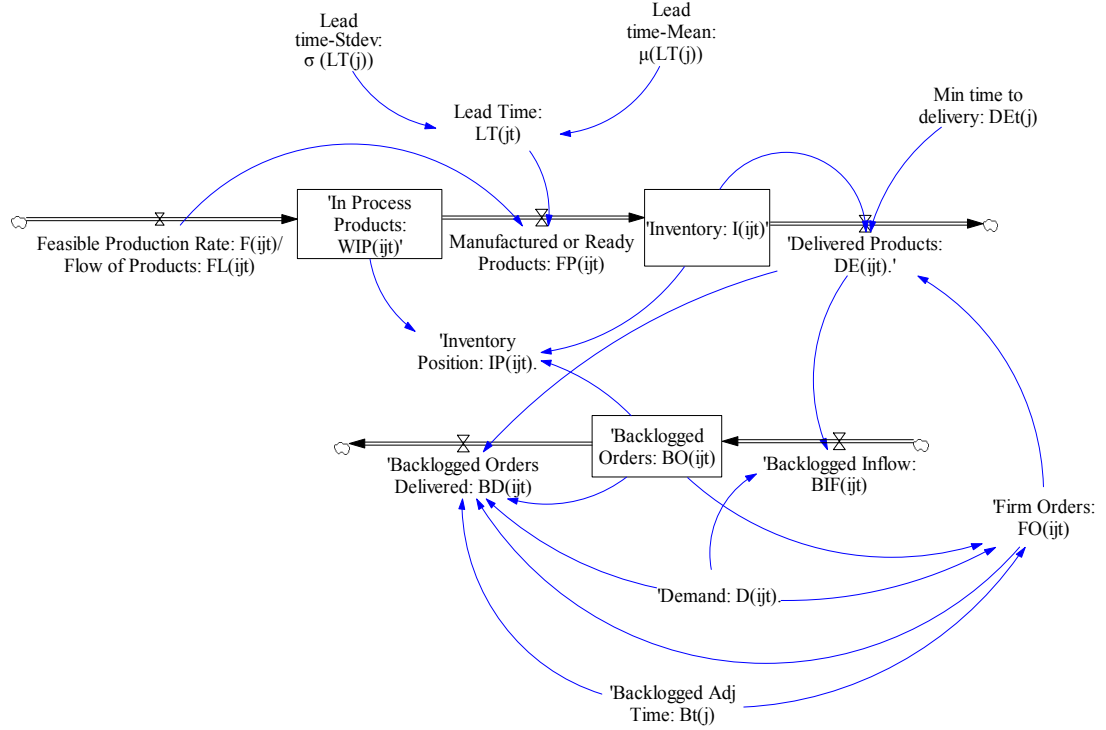 Lead
time-Stdev:
σ (LT(j))
Lead
time-Mean:
μ(LT(j))
Lead Time:
LT(jt)
Min time to
delivery: DEt(j)
'In Process
Products:
WIP(ijt)'
'Inventory: I(ijt)'
Feasible Production Rate: F(ijt)/
Flow of Products: FL(ijt)
Manufactured or Ready
Products: FP(ijt)
'Delivered Products:
DE(ijt).'
'Inventory
Position: IP(ijt).
'Backlogged
Orders: BO(ijt)
'Backlogged Orders
Delivered: BD(ijt)
'Backlogged Inflow:
BIF(ijt)
'Firm Orders:
FO(ijt)
'Demand: D(ijt).
'Backlogged Adj
Time: Bt(j)